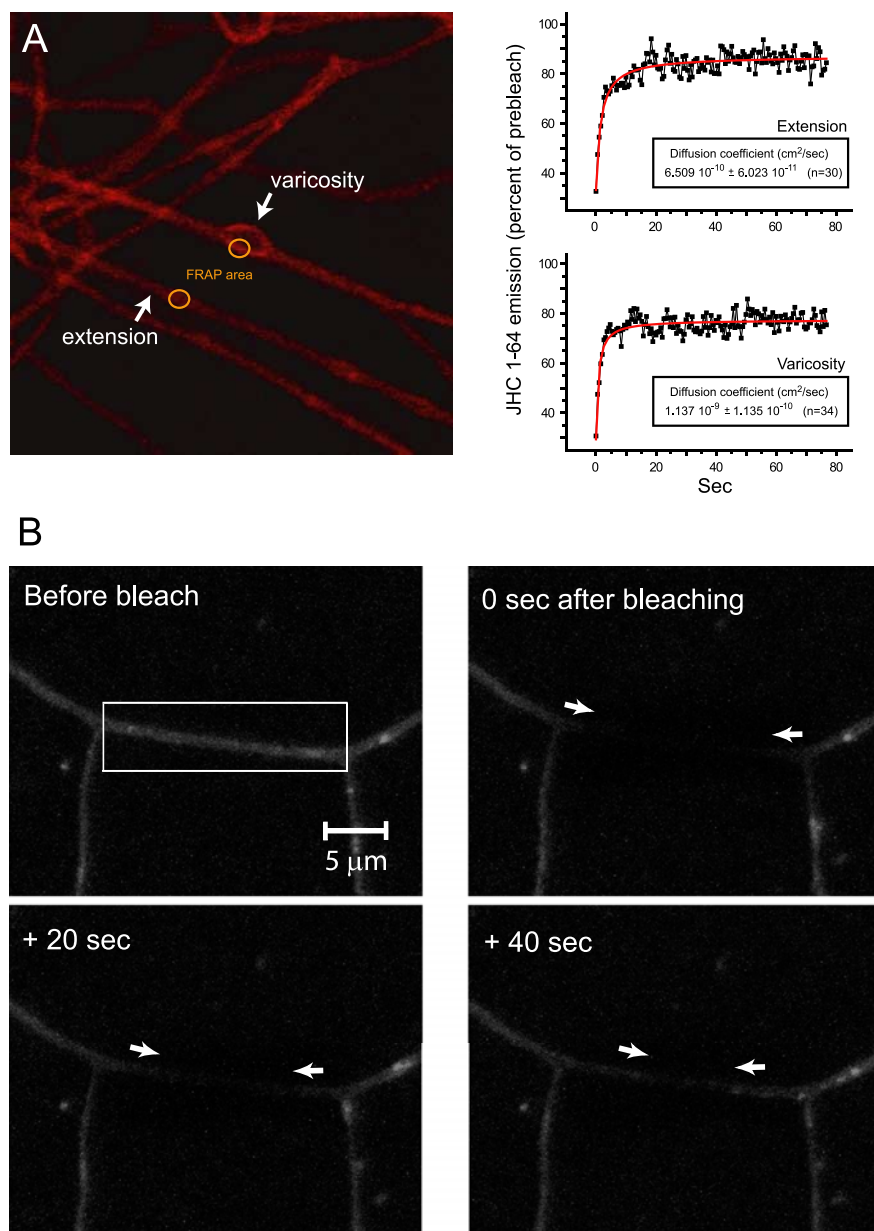 A
varicosity
FRAP area
extension
JHC 1-64 emission (percent of prebleach)
100
80
60
40
Extension
Diffusion coefficient (cm²/sec)
6.509 10⁻¹⁰ ± 6.023 10⁻¹¹ (n=30)
0 20 40 60 80
100
80
60
40
Varicosity
Diffusion coefficient (cm²/sec)
1.137 10⁻⁹ ± 1.135 10⁻¹⁰ (n=34)
0 20 40 60 80
Sec
B
Before bleach
5 μm
0 sec after bleaching
+ 20 sec
+ 40 sec